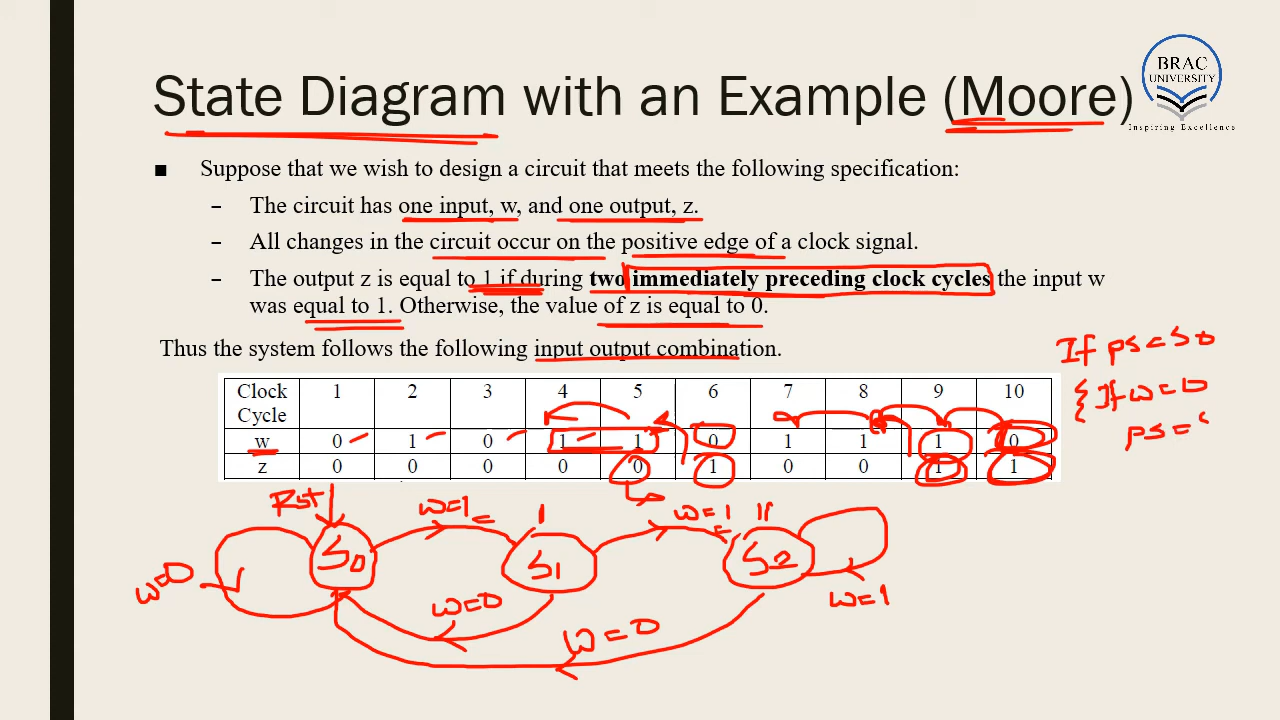 State Diagram with an Example (Moore)
BRAC
UNIVERSITY
Inspiring Excellence
■ Suppose that we wish to design a circuit that meets the following specification:
– The circuit has one input, w, and one output, z.
– All changes in the circuit occur on the positive edge of a clock signal.
– The output z is equal to 1 if during two immediately preceding clock cycles the input w
was equal to 1. Otherwise, the value of z is equal to 0.
Thus the system follows the following input output combination.
If PS = S0
{ If w = 0
PS =
Clock Cycle 1 2 3 4 5 6 7 8 9 10
w 0 1 0 1 1 0 1 1 1 0
z 0 0 0 0 0 1 0 0 1 1
Rst w=1 1 w=1 11
w=0 S0 S1 S2
w=0 w=1
w=0